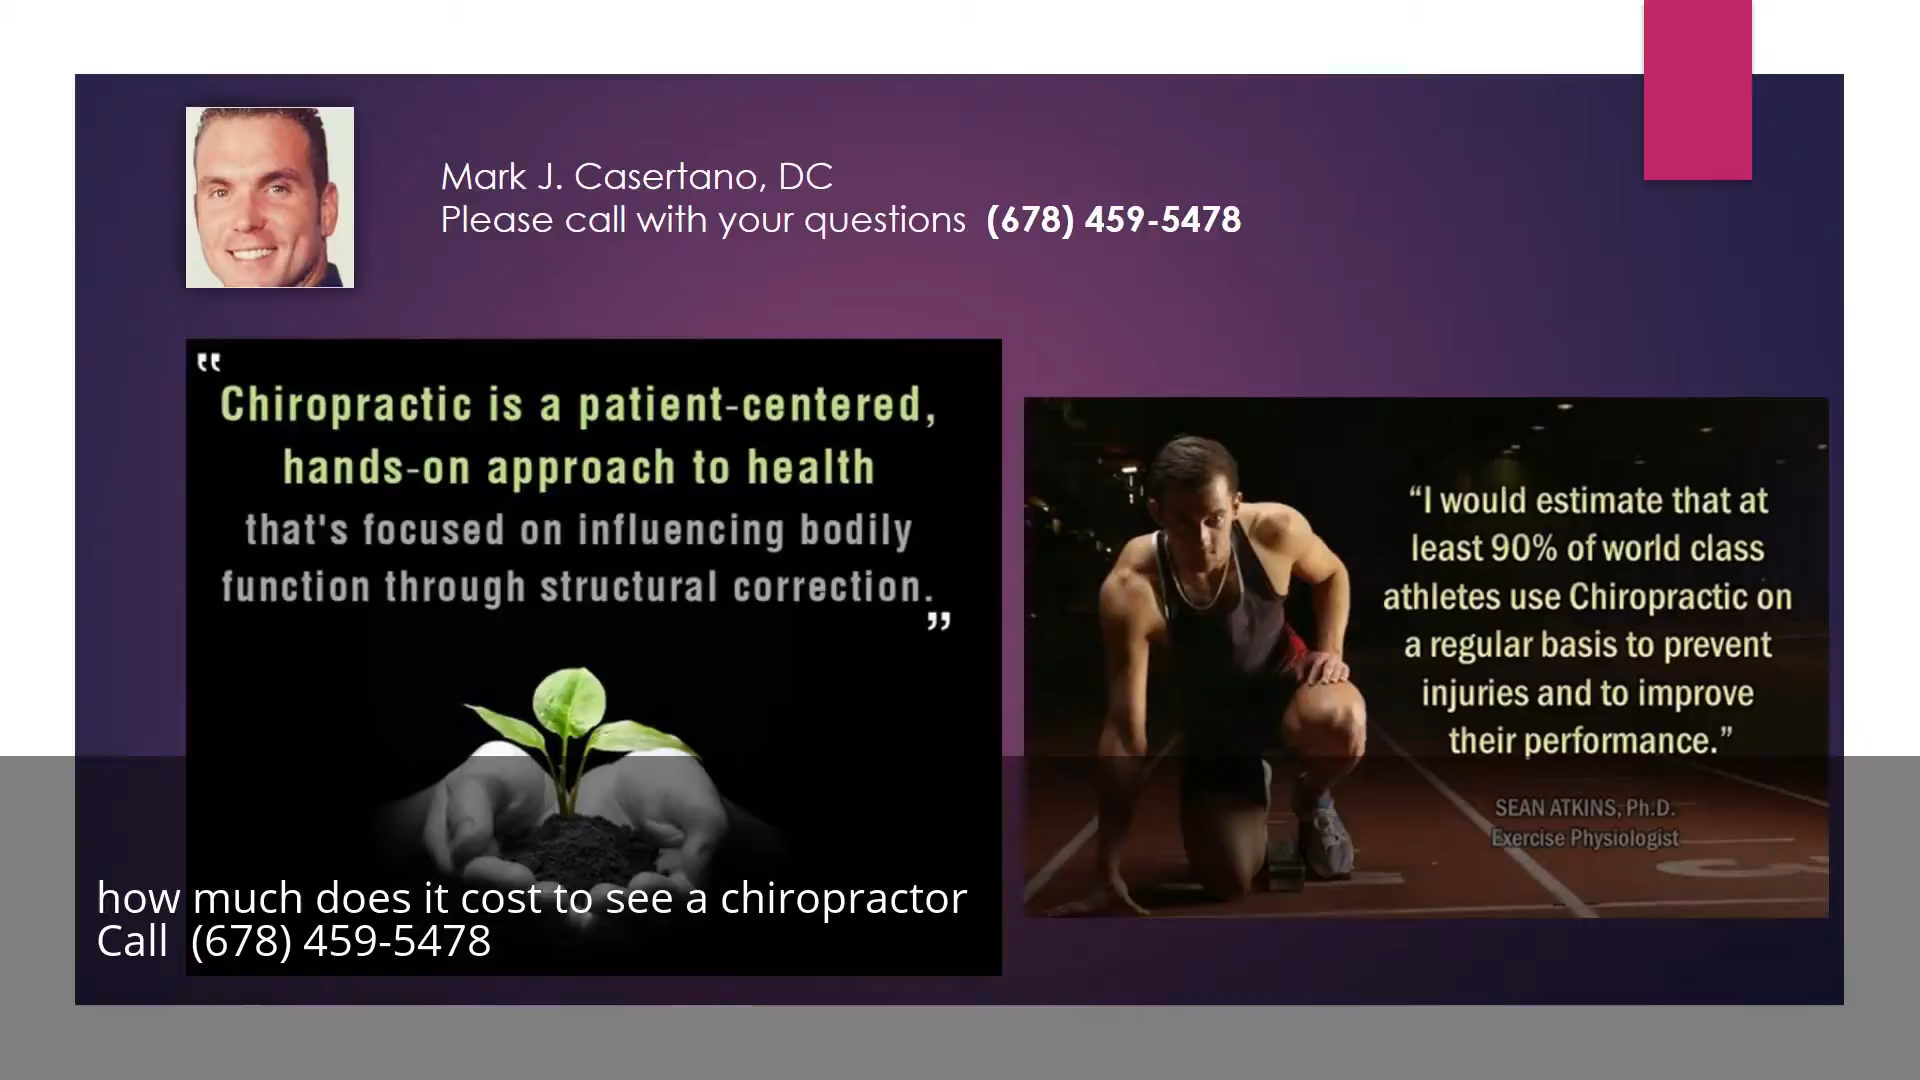 Mark J. Casertano, DC
Please call with your questions (678) 459-5478
"
Chiropractic is a patient-centered,
hands-on approach to health
that's focused on influencing bodily
function through structural correction.
"
“I would estimate that at
least 90% of world class
athletes use Chiropractic on
a regular basis to prevent
injuries and to improve
their performance.”
SEAN ATKINS, Ph.D.
Exercise Physiologist
how much does it cost to see a chiropractor
Call (678) 459-5478